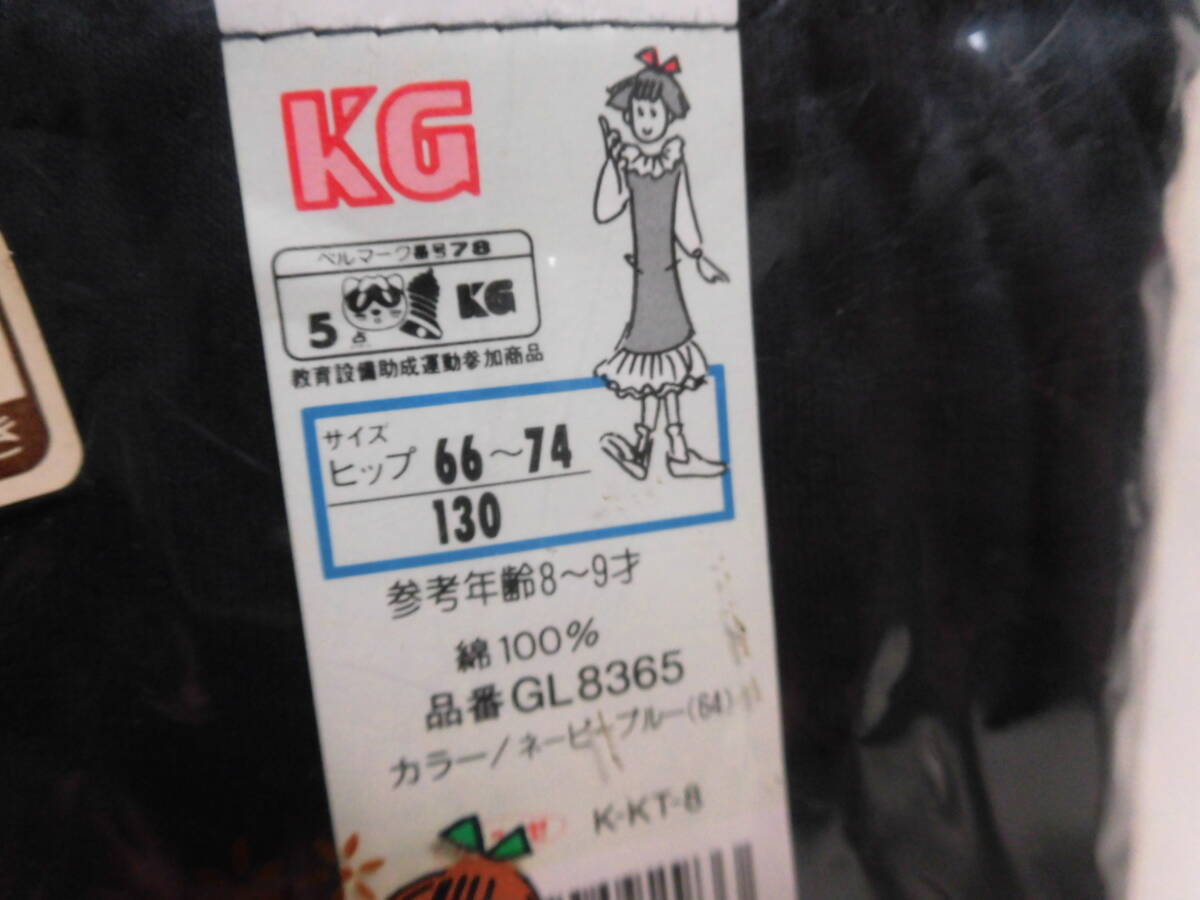 KG
ベルマーク番号78
5点 KG
教育設備助成運動参加商品
サイズ
ヒップ 66〜74
130
参考年齢8〜9才
綿100%
品番GL8365
カラー/ネービーブルー(64)
K-KT-8